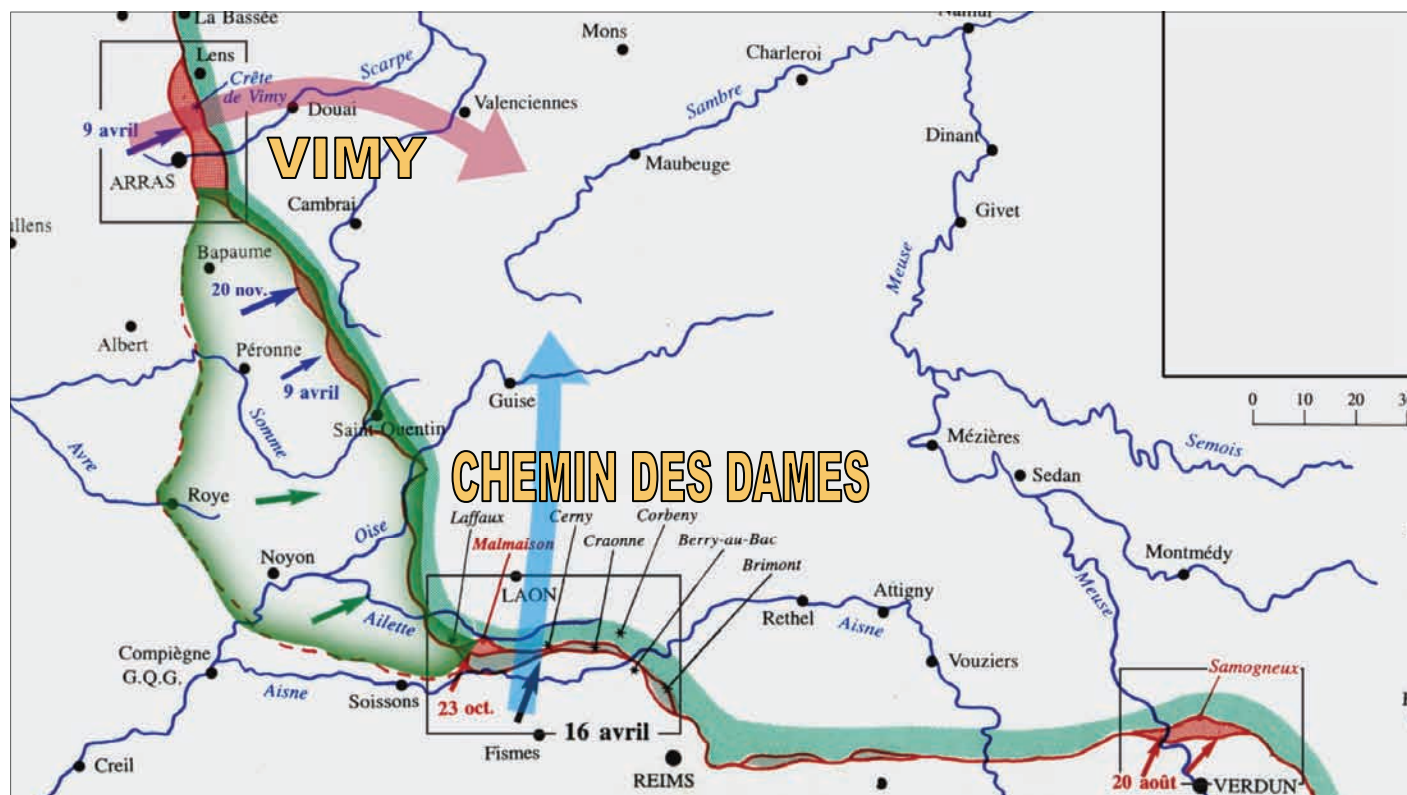 La Bassée
Mons
Namur
Charleroi
Lens
Scarpe
Crête
de Vimy
Douai
Valenciennes
Sambre
9 avril
VIMY
Maubeuge
Dinant
ARRAS
Cambrai
Givet
ullens
Bapaume
20 nov.
Meuse
Albert
Péronne
9 avril
Guise
0 10 20
Somme
Saint-Quentin
Mézières
Semois
Avre
CHEMIN DES DAMES
Sedan
Roye
Laffaux
Cerny
Corbeny
Oise
Malmaison
Craonne
Berry-au-Bac
Noyon
Brimont
Montmédy
LAON
Attigny
Meuse
Ailette
Rethel
Aisne
Compiègne
G.Q.G.
Vouziers
Samogneux
Aisne
Soissons
23 oct.
16 avril
Fismes
Creil
REIMS
20 août
VERDUN